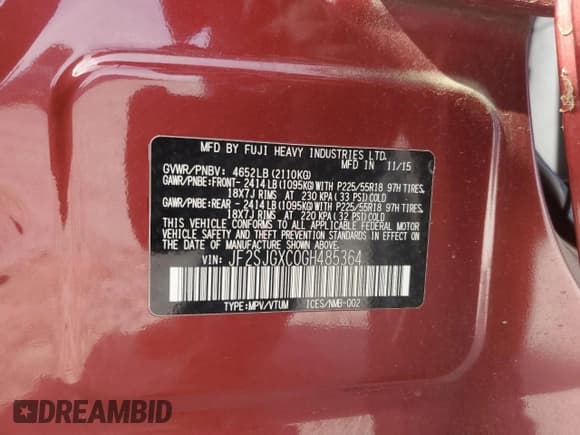 MFD BY FUJI HEAVY INDUSTRIES LTD.
MFD IN 11/15
GVWR/PNBV: 4652LB(2110KG)
GAWR/PNBE:FRONT- 2414LB(1095KG)WITH P225/55R18 97H TIRES,
18X7J RIMS AT 230 KPA(33 PSI)COLD
GAWR/PNBE:REAR - 2414LB(1095KG)WITH P225/55R18 97H TIRES,
18X7J RIMS AT 220 KPA(32 PSI)COLD
THIS VEHICLE CONFORMS TO ALL APPLICABLE FEDERAL MOTOR
VEHICLE SAFETY AND BUMPER STANDARDS IN EFFECT ON
THE DATE OF MANUFACTURE SHOWN ABOVE.
VIN: JF2SJGXC0GH485364
TYPE:MPV/VTUM ICES/NMB-002
DREAMBID